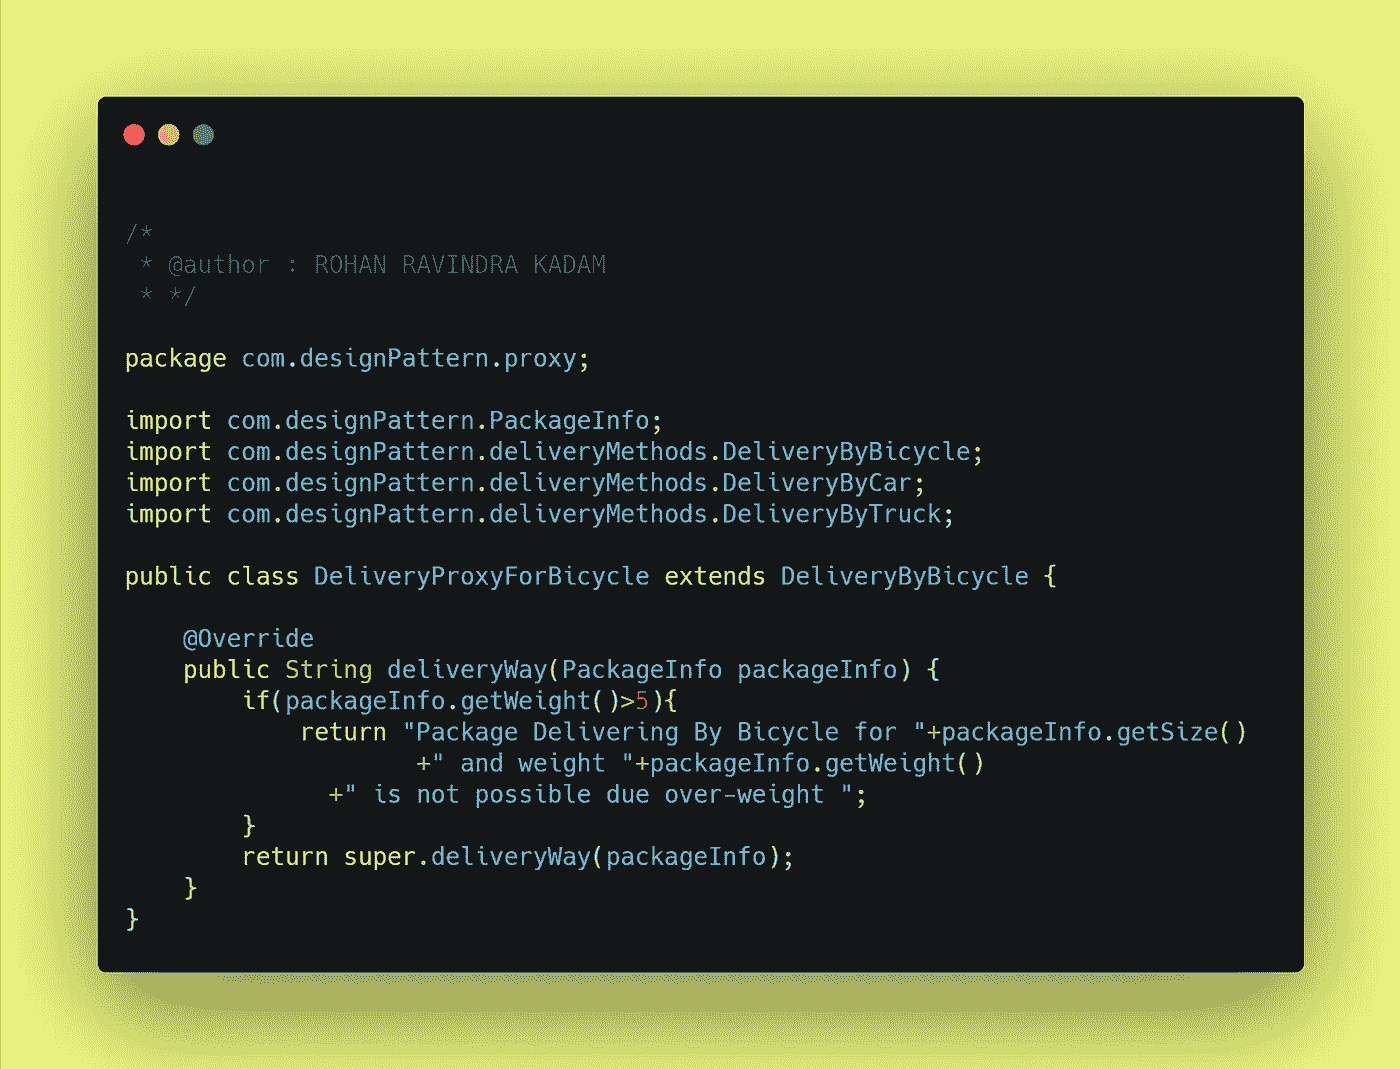 /*
 * @author : ROHAN RAVINDRA KADAM
 * */
package com.designPattern.proxy;
import com.designPattern.PackageInfo;
import com.designPattern.deliveryMethods.DeliveryByBicycle;
import com.designPattern.deliveryMethods.DeliveryByCar;
import com.designPattern.deliveryMethods.DeliveryByTruck;
public class DeliveryProxyForBicycle extends DeliveryByBicycle {
    @Override
    public String deliveryWay(PackageInfo packageInfo) {
        if(packageInfo.getWeight()>5){
            return "Package Delivering By Bicycle for "+packageInfo.getSize()
                    +" and weight "+packageInfo.getWeight()
              +" is not possible due over-weight ";
        }
        return super.deliveryWay(packageInfo);
    }
}